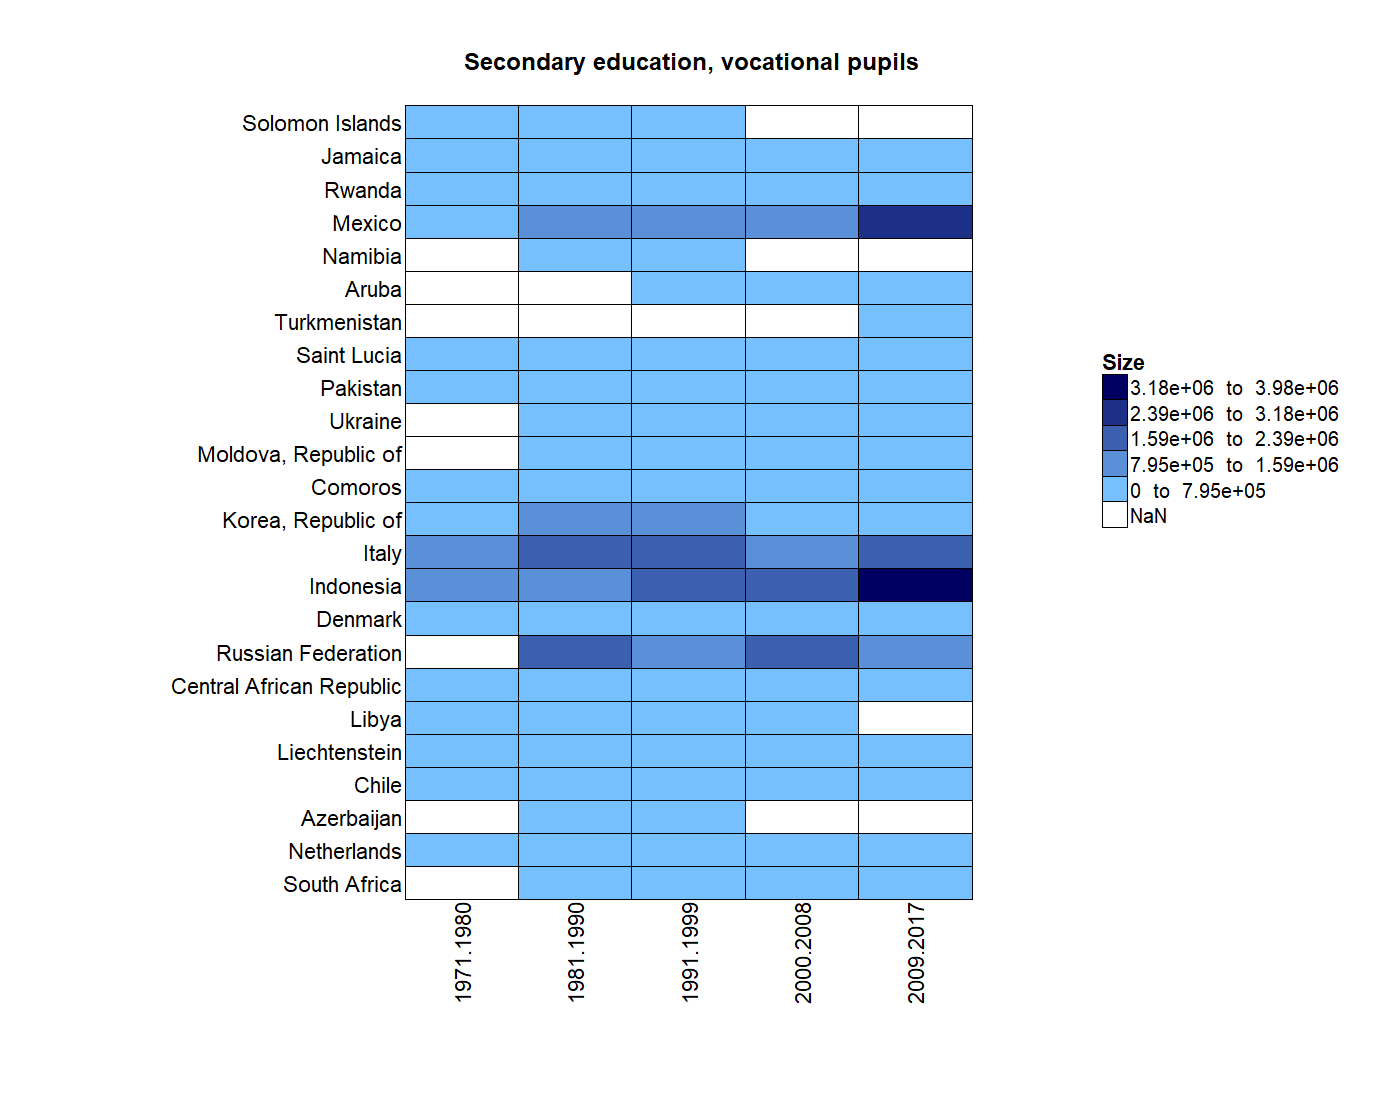 Secondary education, vocational pupils
Solomon Islands
Jamaica
Rwanda
Mexico
Namibia
Aruba
Turkmenistan
Saint Lucia
Pakistan
Ukraine
Moldova, Republic of
Comoros
Korea, Republic of
Italy
Indonesia
Denmark
Russian Federation
Central African Republic
Libya
Liechtenstein
Chile
Azerbaijan
Netherlands
South Africa
1971.1980
1981.1990
1991.1999
2000.2008
2009.2017
Size
3.18e+06 to 3.98e+06
2.39e+06 to 3.18e+06
1.59e+06 to 2.39e+06
7.95e+05 to 1.59e+06
0 to 7.95e+05
NaN